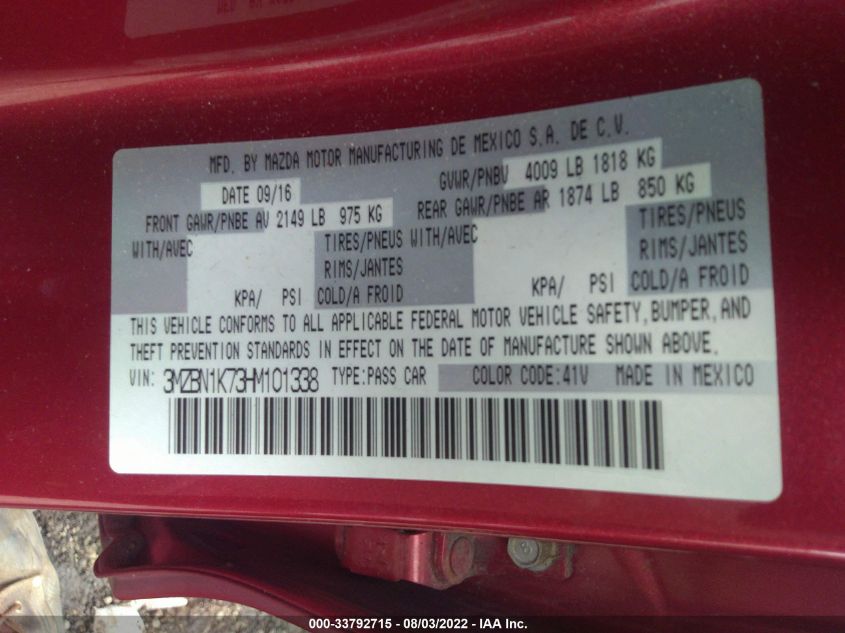 MFD. BY MAZDA MOTOR MANUFACTURING DE MEXICO S.A. DE C.V.
DATE 09/16 GVWR/PNBV 4009 LB 1818 KG
FRONT GAWR/PNBE AV 2149 LB 975 KG REAR GAWR/PNBE AR 1874 LB 850 KG
WITH/AVEC TIRES/PNEUS WITH/AVEC TIRES/PNEUS
RIMS/JANTES RIMS/JANTES
KPA/ PSI COLD/A FROID KPA/ PSI COLD/A FROID
THIS VEHICLE CONFORMS TO ALL APPLICABLE FEDERAL MOTOR VEHICLE SAFETY, BUMPER, AND
THEFT PREVENTION STANDARDS IN EFFECT ON THE DATE OF MANUFACTURE SHOWN ABOVE.
VIN: 3MZBN1K73HM101338 TYPE:PASS CAR COLOR CODE:41V MADE IN MEXICO
000-33792715 - 08/03/2022 - IAA Inc.